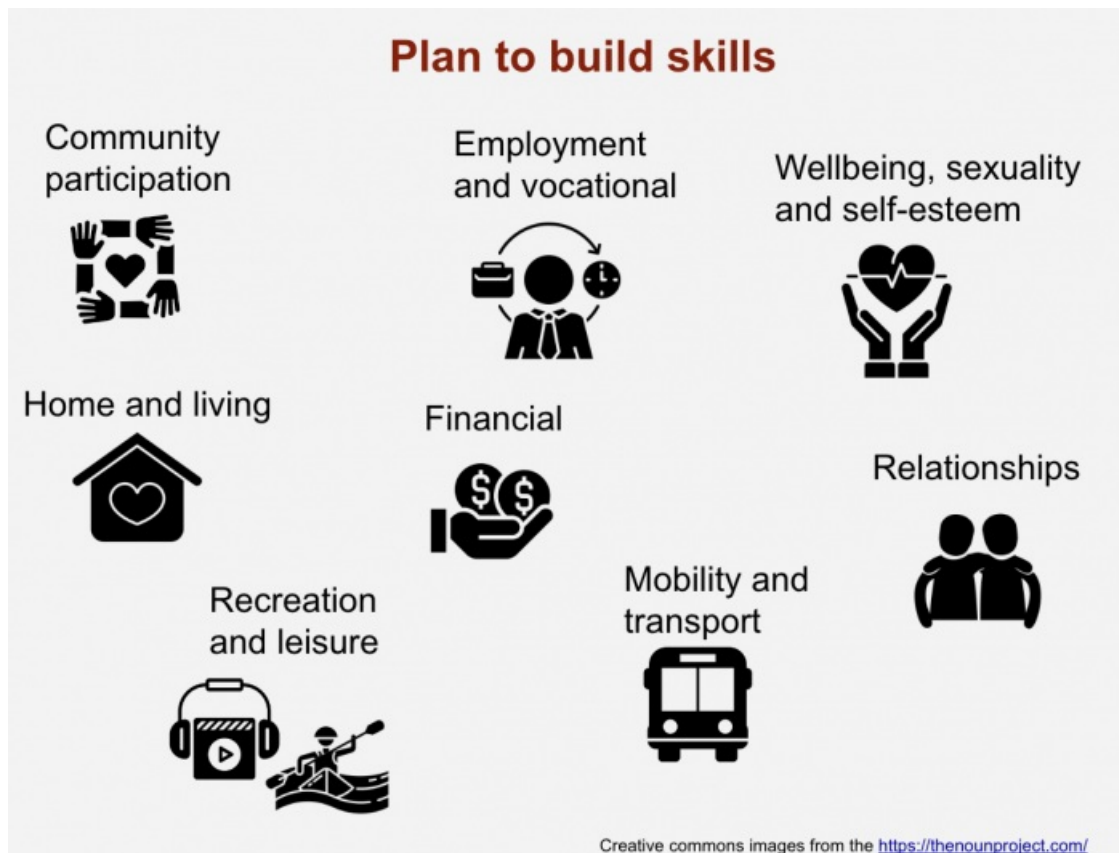 Plan to build skills
Community
participation
Employment
and vocational
Wellbeing, sexuality
and self-esteem
Home and living
Financial
Relationships
Recreation
and leisure
Mobility and
transport
$ $
Creative commons images from the https://thenounproject.com/